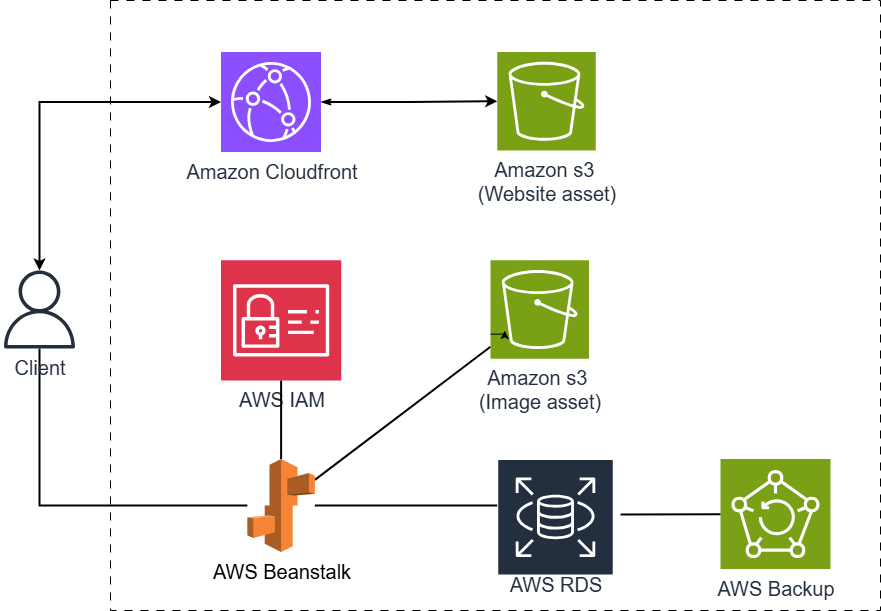 Amazon Cloudfront
Amazon s3
(Website asset)
Client
AWS IAM
Amazon s3
(Image asset)
AWS Beanstalk
AWS RDS
AWS Backup